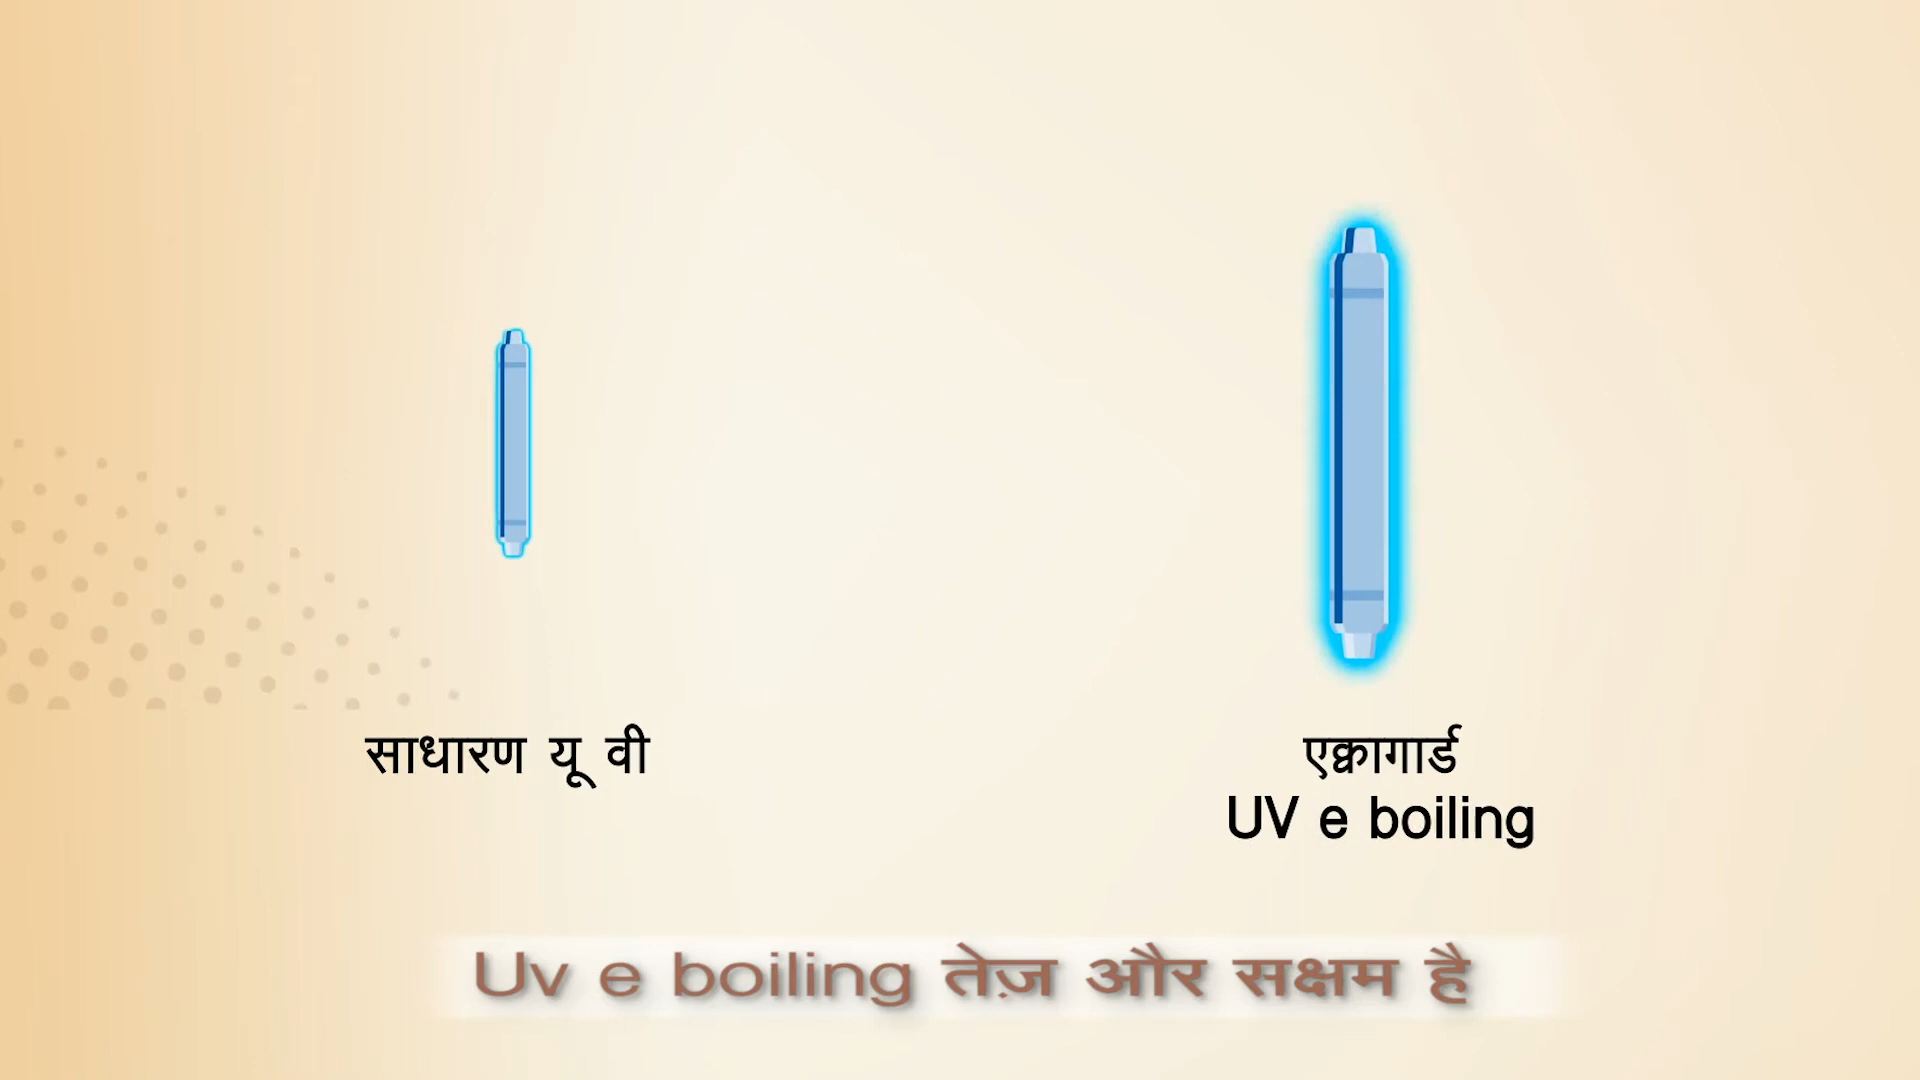 साधारण यू वी
एक्वागार्ड
UV e boiling
Uv e boiling तेज़ और सक्षम है